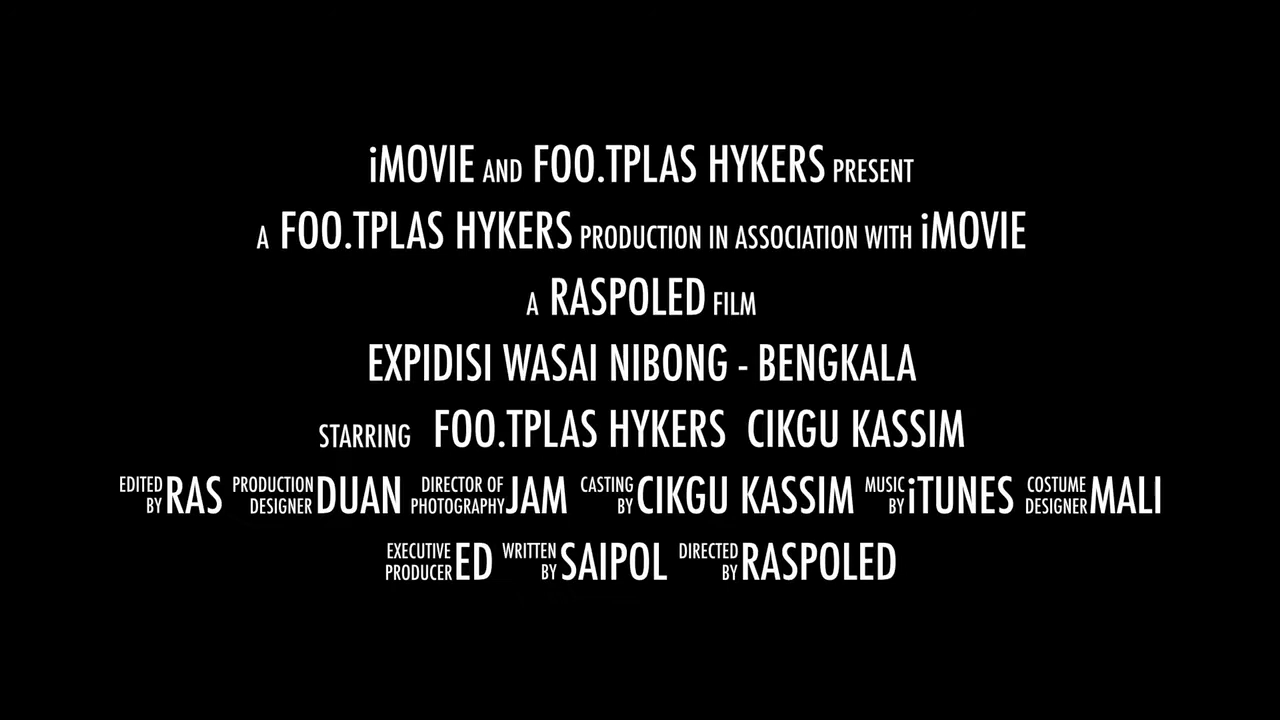 iMOVIE AND FOO.TPLAS HYKERS PRESENT
A FOO.TPLAS HYKERS PRODUCTION IN ASSOCIATION WITH iMOVIE
A RASPOLED FILM
EXPIDISI WASAI NIBONG - BENGKALA
STARRING FOO.TPLAS HYKERS CIKGU KASSIM
EDITED BY RAS PRODUCTION DESIGNER DUAN DIRECTOR OF PHOTOGRAPHY JAM CASTING BY CIKGU KASSIM MUSIC BY iTUNES COSTUME DESIGNER MALI
EXECUTIVE PRODUCER ED WRITTEN BY SAIPOL DIRECTED BY RASPOLED